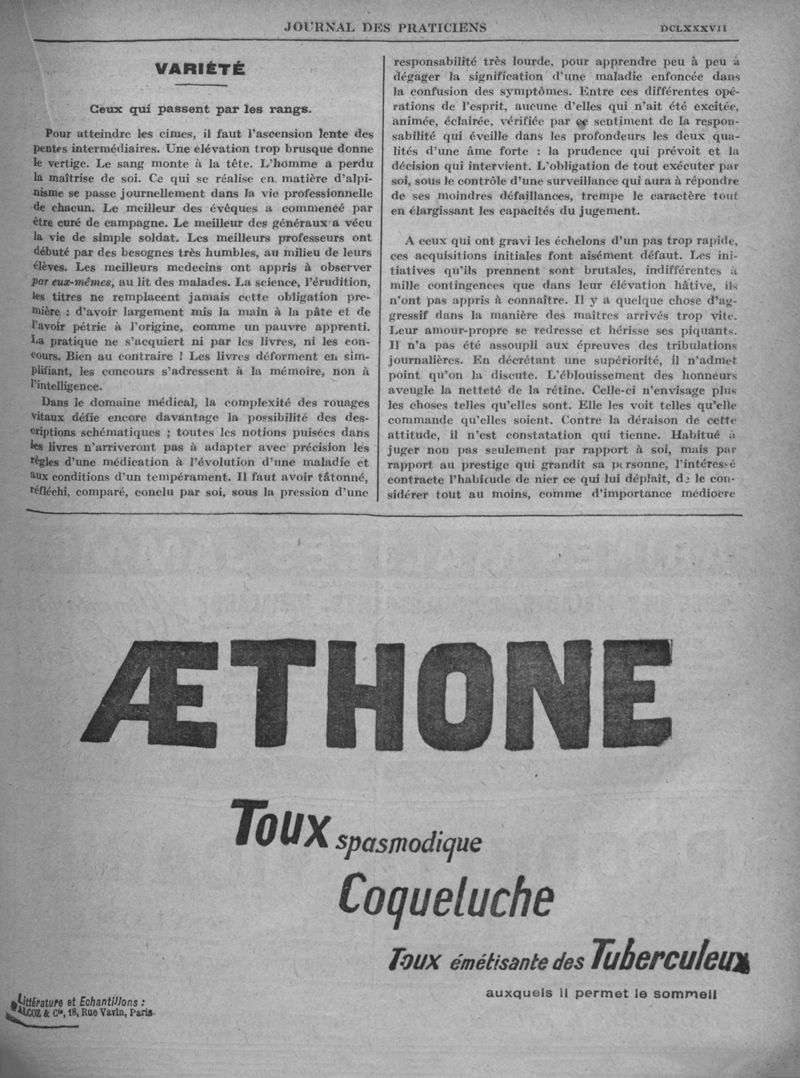 JOURNAL DES PRATICIENS
DCLXXXVII
VARIÉTÉ
Ceux qui passent par les rangs.
Pour atteindre les cimes, il faut l'ascension lente des
pentes intermédiaires. Une élévation trop brusque donne
le vertige. Le sang monte à la tête. L'homme a perdu
la maîtrise de soi. Ce qui se réalise en matière d'alpi-
nisme se passe journellement dans la vie professionnelle
de chacun. Le meilleur des évêques a commencé par
être curé de campagne. Le meilleur des généraux a vécu
la vie de simple soldat. Les meilleurs professeurs ont
débuté par des besognes très humbles, au milieu de leurs
élèves. Les meilleurs medecins ont appris à observer
par eux-mêmes, au lit des malades. La science, l'érudition,
les titres ne remplacent jamais cette obligation pre-
mière : d'avoir largement mis la main à la pâte et de
l'avoir pétrie à l'origine, comme un pauvre apprenti.
La pratique ne s'acquiert ni par les livres, ni les con-
cours. Bien au contraire ! Les livres déforment en sim-
plifiant, les concours s'adressent à la mémoire, non à
l'intelligence.
Dans le domaine médical, la complexité des rouages
vitaux défie encore davantage la possibilité des des-
criptions schématiques ; toutes les notions puisées dans
les livres n'arriveront pas à adapter avec précision les
règles d'une médication à l'évolution d'une maladie et
aux conditions d'un tempérament. Il faut avoir tâtonné,
réfléchi, comparé, conclu par soi, sous la pression d'une
responsabilité très lourde, pour apprendre peu à peu à
dégager la signification d'une maladie enfoncée dans
la confusion des symptômes. Entre ces différentes opé-
rations de l'esprit, aucune d'elles qui n'ait été excitée,
animée, éclairée, vérifiée par ce sentiment de la respon-
sabilité qui éveille dans les profondeurs les deux qua-
lités d'une âme forte : la prudence qui prévoit et la
décision qui intervient. L'obligation de tout exécuter par
soi, sous le contrôle d'une surveillance qui aura à répondre
de ses moindres défaillances, trempe le caractère tout
en élargissant les capacités du jugement.
A ceux qui ont gravi les échelons d'un pas trop rapide,
ces acquisitions initiales font aisément défaut. Les ini-
tiatives qu'ils prennent sont brutales, indifférentes à
mille contingences que dans leur élévation hâtive, ils
n'ont pas appris à connaître. Il y a quelque chose d'ag-
gressif dans la manière des maîtres arrivés trop vite.
Leur amour-propre se redresse et hérisse ses piquants.
Il n'a pas été assoupli aux épreuves des tribulations
journalières. En décrétant une supériorité, il n'admet
point qu'on la discute. L'éblouissement des honneurs
aveugle la netteté de la rétine. Celle-ci n'envisage plus
les choses telles qu'elles sont. Elle les voit telles qu'elle
commande qu'elles soient. Contre la déraison de cette
attitude, il n'est constatation qui tienne. Habitué à
juger non pas seulement par rapport à soi, mais par
rapport au prestige qui grandit sa personne, l'intéressé
contracte l'habitude de nier ce qui lui déplaît, de le con-
sidérer tout au moins, comme d'importance médiocre
ÆTHONE
Toux spasmodique
Coqueluche
Toux émétisante des Tuberculeux
auxquels il permet le sommeil
Littérature et Echantillons :
FALCOZ & Cie, 18, Rue Vavin, Paris